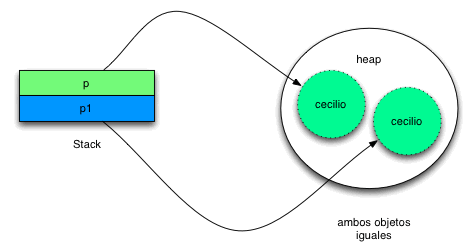 p
p1
Stack
heap
cecilio
cecilio
ambos objetos
iguales